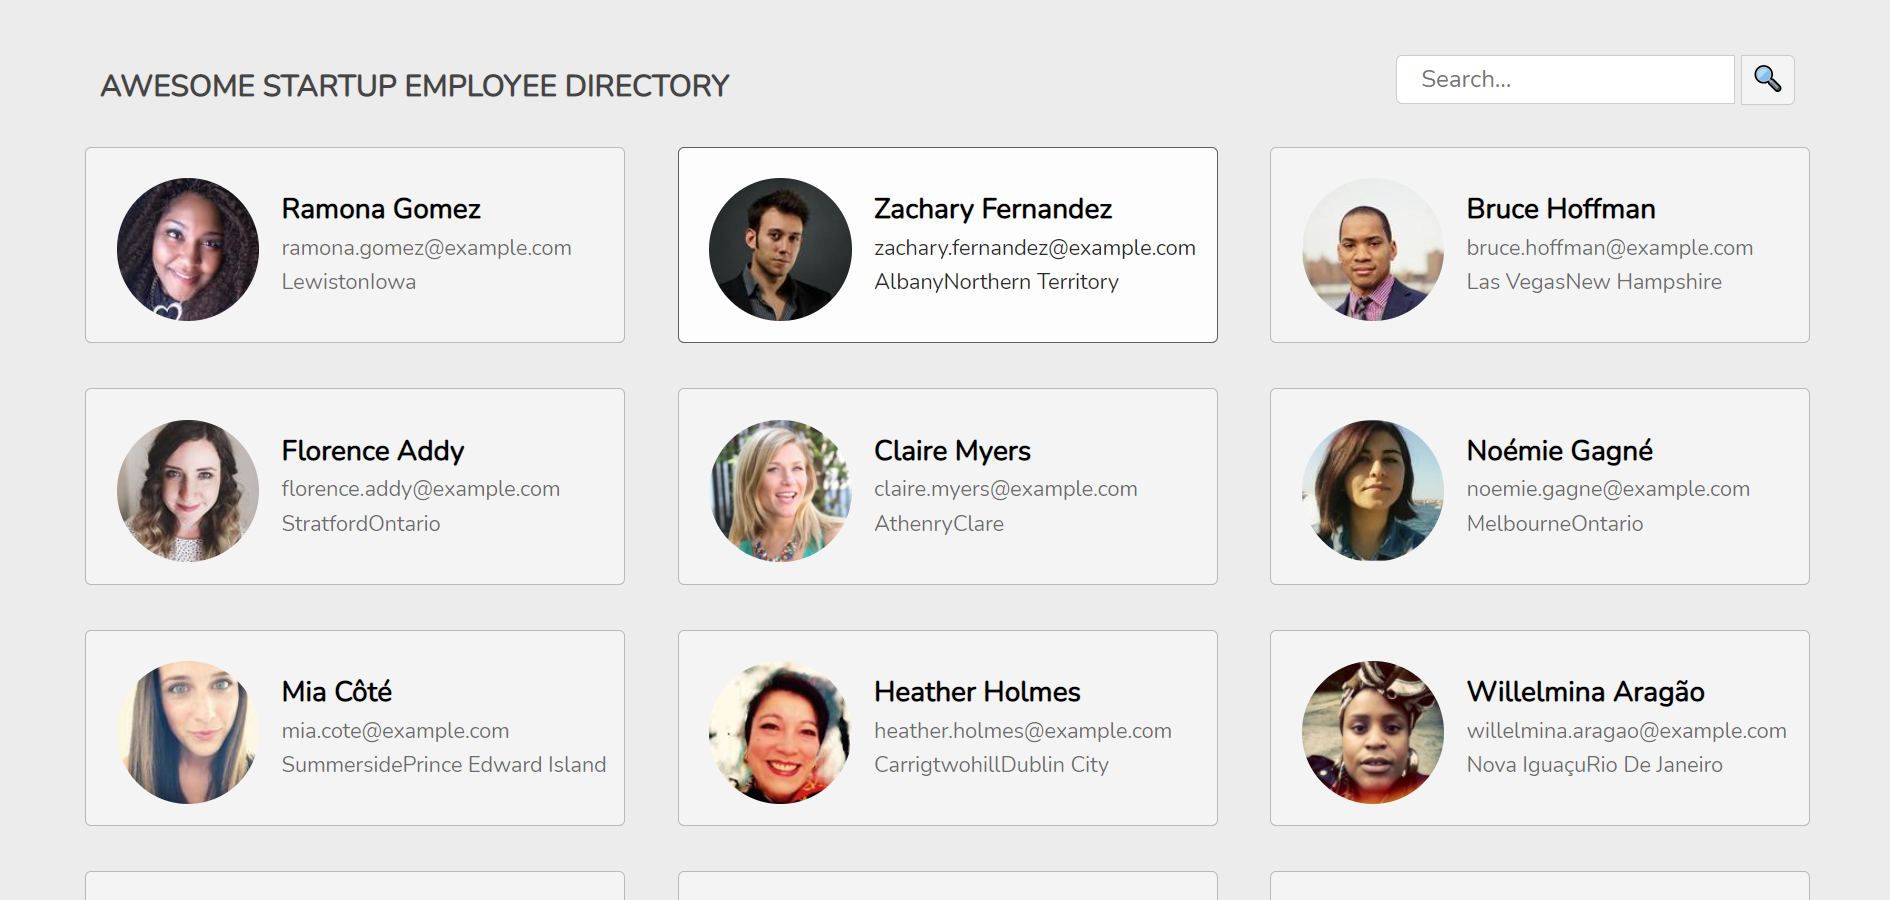 AWESOME STARTUP EMPLOYEE DIRECTORY
Search...
Ramona Gomez
ramona.gomez@example.com
LewistonIowa
Zachary Fernandez
zachary.fernandez@example.com
AlbanyNorthern Territory
Bruce Hoffman
bruce.hoffman@example.com
Las VegasNew Hampshire
Florence Addy
florence.addy@example.com
StratfordOntario
Claire Myers
claire.myers@example.com
AthenryClare
Noémie Gagné
noemie.gagne@example.com
MelbourneOntario
Mia Côté
mia.cote@example.com
SummersidePrince Edward Island
Heather Holmes
heather.holmes@example.com
CarrigtwohillDublin City
Willelmina Aragão
willelmina.aragao@example.com
Nova IguaçuRio De Janeiro